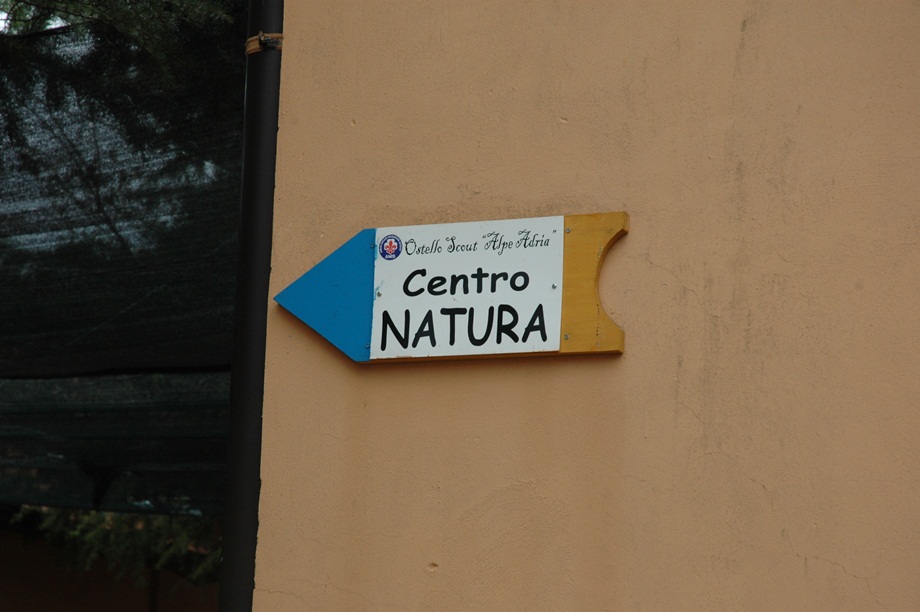 Ostello Scout "Alpe Adria"
Centro
NATURA